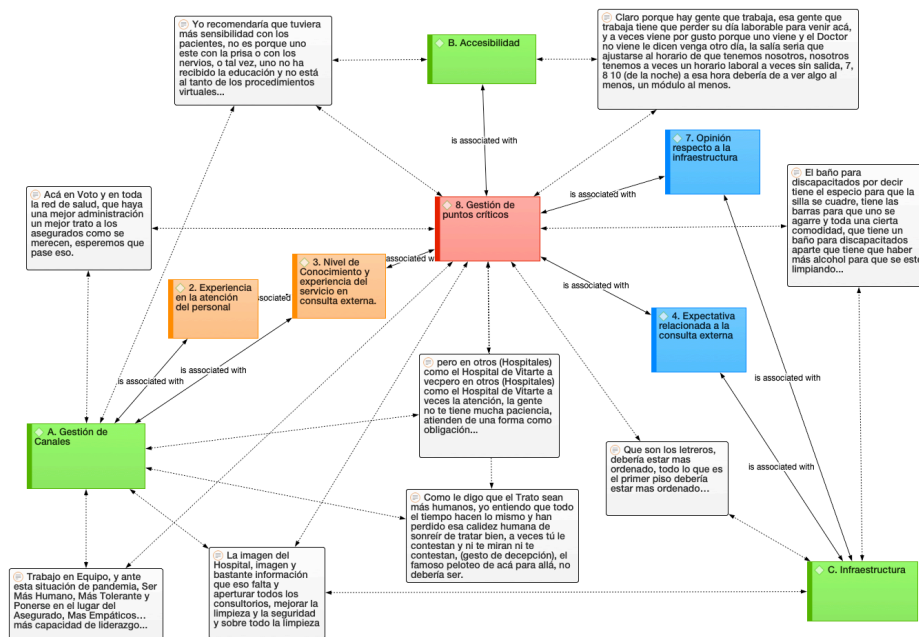 Yo recomendaría que tuviera
más sensibilidad con los
pacientes, no es porque uno
este con la prisa o con los
nervios, o tal vez, uno no ha
recibido la educación y no está
al tanto de los procedimientos
virtuales...
B. Accesibilidad
Claro porque hay gente que trabaja, esa gente que
trabaja tiene que perder su día laborable para venir acá,
y a veces viene por gusto porque uno viene y el Doctor
no viene le dicen venga otro día, la salía seria que
ajustarse al horario de que tenemos nosotros, nosotros
tenemos a veces un horario laboral a veces sin salida, 7,
8 10 (de la noche) a esa hora debería de a ver algo al
menos, un módulo al menos.
is associated with
7. Opinión
respecto a la
infraestructura
is associated with
El baño para
discapacitados por decir
tiene el especio para que la
silla se cuadre, tiene las
barras para que uno se
agarre y toda una cierta
comodidad, que tiene un
baño para discapacitados
aparte que tiene que haber
más alcohol para que se este
limpiando...
Acá en Voto y en toda
la red de salud, que haya
una mejor administración
un mejor trato a los
asegurados como se
merecen, esperemos que
pase eso.
8. Gestión de
puntos críticos
3. Nivel de
Conocimiento y
experiencia del
servicio en
consulta externa.
associated w
2. Experiencia
en la atención
del personal
associated
is associated with
4. Expectativa
relacionada a la
consulta externa
is associated with
is associated with
is associated with
pero en otros (Hospitales)
como el Hospital de Vitarte a
vecpero en otros (Hospitales)
como el Hospital de Vitarte a
veces la atención, la gente
no te tiene mucha paciencia,
atienden de una forma como
obligación...
A. Gestión de
Canales
Que son los letreros,
debería estar mas
ordenado, todo lo que es
el primer piso debería
estar mas ordenado...
is associated with
Como le digo que el Trato sean
más humanos, yo entiendo que todo
el tiempo hacen lo mismo y han
perdido esa calidez humana de
sonreír de tratar bien, a veces tú le
contestan y ni te miran ni te
contestan, (gesto de decepción), el
famoso peloteo de acá para allá, no
debería ser.
La imagen del
Hospital, imagen y
bastante información
que eso falta y
aperturar todos los
consultorios, mejorar la
limpieza y la seguridad
y sobre todo la limpieza
Trabajo en Equipo, y ante
esta situación de pandemia, Ser
Más Humano, Más Tolerante y
Ponerse en el lugar del
Asegurado, Mas Empáticos...
más capacidad de liderazgo...
C. Infraestructura